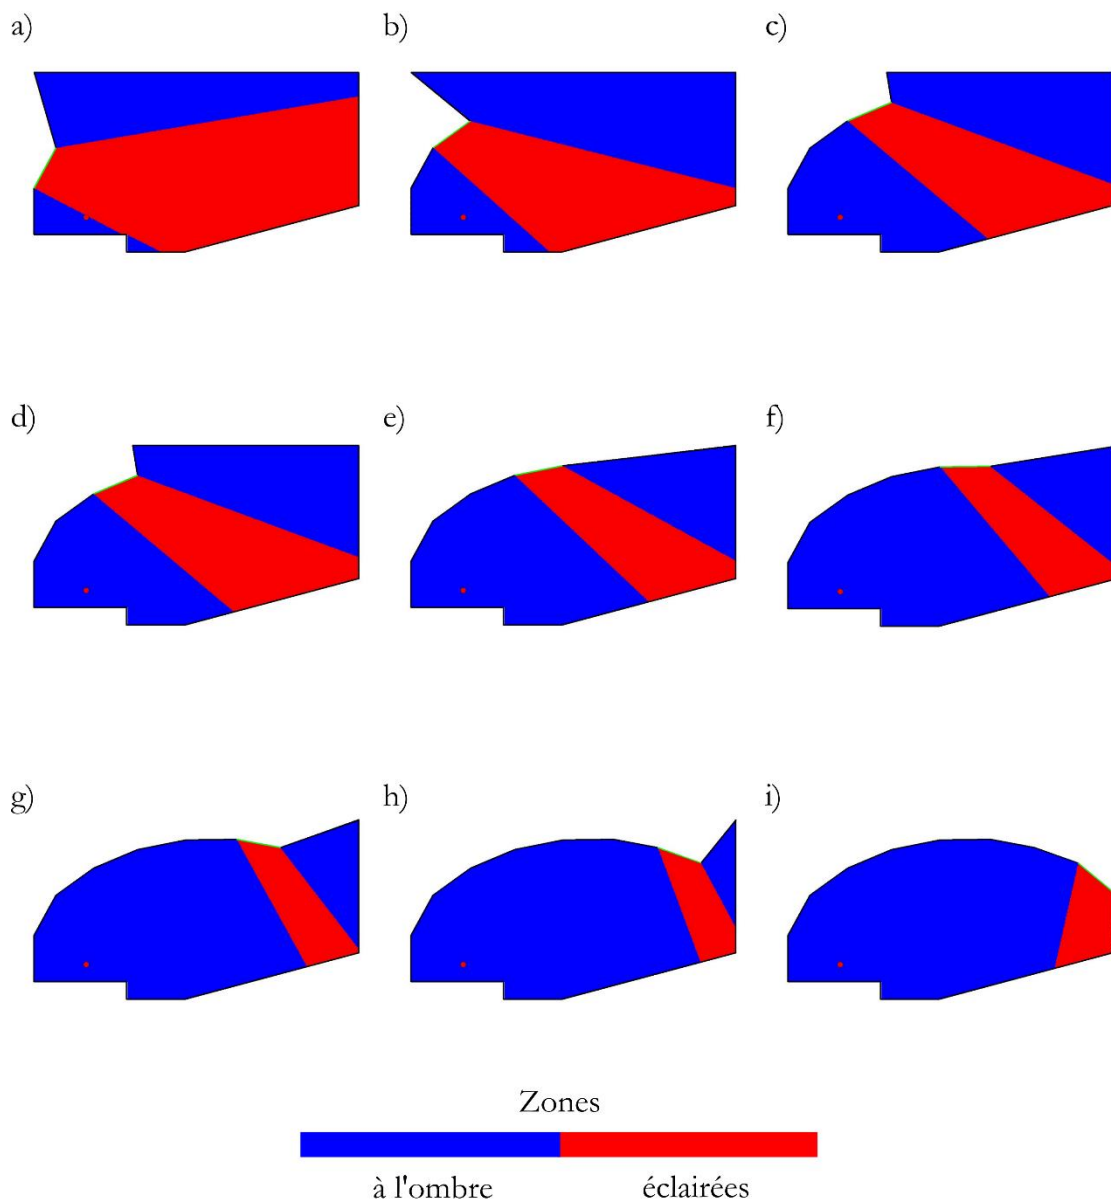 a)
b)
c)
d)
e)
f)
g)
h)
i)
Zones
à l'ombre
éclairées